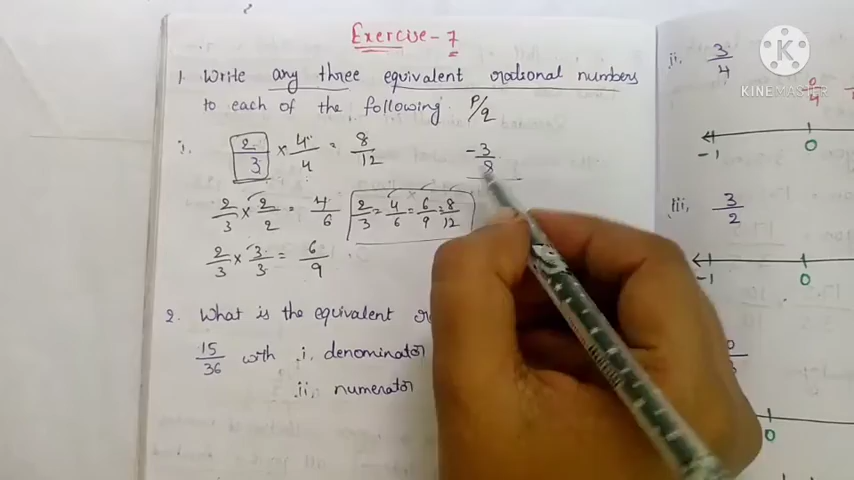 Exercise - 7
1. Write any three equivalent rational numbers
to each of the following. P/q
i. 2/3 × 4/4 = 8/12
-3/8
2/3 × 2/2 = 4/6
2/3 = 4/6 = 6/9 = 8/12
2/3 × 3/3 = 6/9
2. What is the equivalent
15/36 with i, denominator
ii, numerator
ii. 3/4
0/4
-1 0
iii, 3/2
-1 0
0
KINEMASTER
K